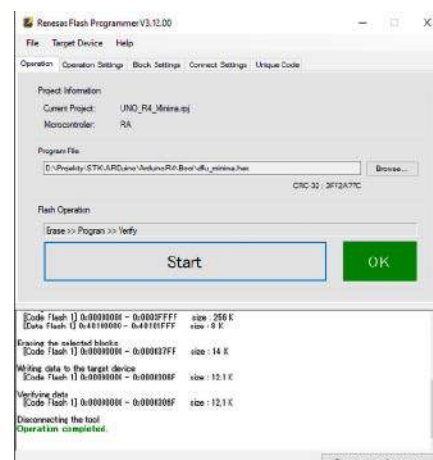 Renesas Flash Programmer V3.12.00
File Target Device Help
Operation Operation Settings Block Settings Connect Settings Unique Code
Project Information
Current Project: UNO_R4_Minima.rpj
Microcontroller: RA
Program File
Browse...
CRC-32 : 3FF2A77C
Flash Operation
Erase >> Program >> Verify
Start OK
[Code Flash 1] 0x00000000 - 0x0003FFFF size : 256 K
[Data Flash 1] 0x40100000 - 0x40101FFF size : 8 K
Erasing the selected blocks
[Code Flash 1] 0x00000000 - 0x000037FF size : 14 K
Writing data to the target device
[Code Flash 1] 0x00000000 - 0x0000308F size : 12.1 K
Verifying data
[Code Flash 1] 0x00000000 - 0x0000308F size : 12.1 K
Disconnecting the tool
Operation completed.